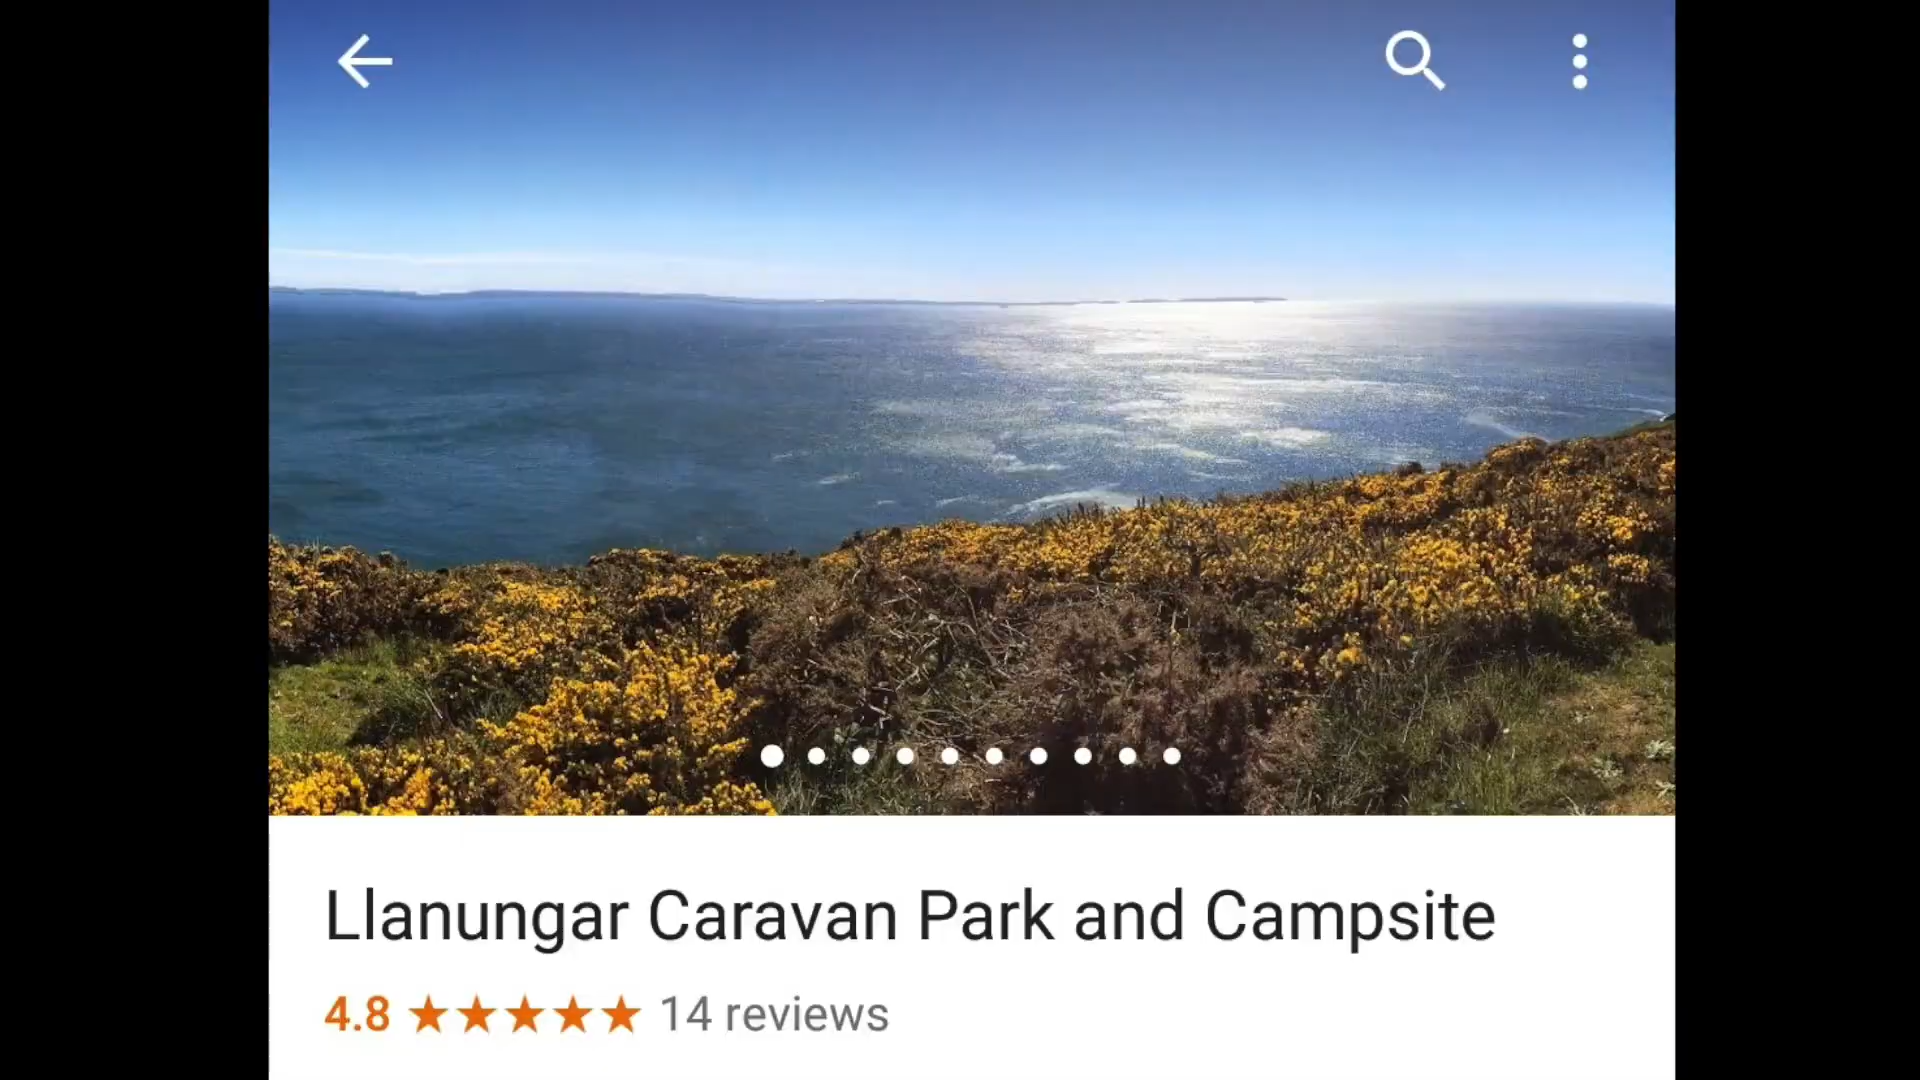 Llanungar Caravan Park and Campsite
4.8 ★★★★★ 14 reviews